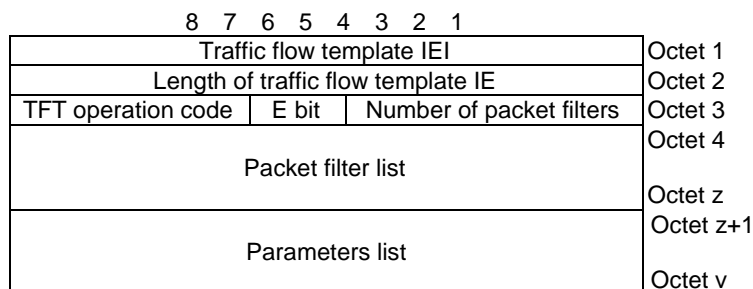 8 7 6 5 4 3 2 1
Traffic flow template IEI Octet 1
Length of traffic flow template IE Octet 2
TFT operation code E bit Number of packet filters Octet 3
Octet 4
Packet filter list
Octet z
Octet z+1
Parameters list
Octet v